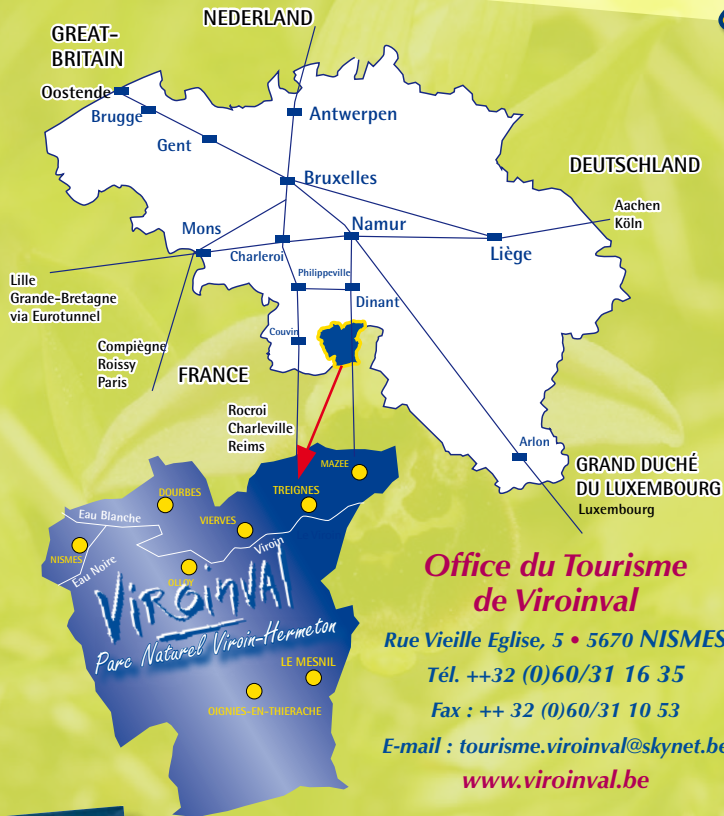 NEDERLAND
GREAT-
BRITAIN
Oostende
Brugge
Antwerpen
Gent
DEUTSCHLAND
Bruxelles
Aachen
Köln
Mons
Namur
Charleroi
Liège
Lille
Grande-Bretagne
via Eurotunnel
Philippeville
Dinant
Couvin
Compiègne
Roissy
Paris
FRANCE
Rocroi
Charleville
Reims
Arlon
GRAND DUCHÉ
DU LUXEMBOURG
Luxembourg
MAZEE
DOURBES
TREIGNES
Eau Blanche
VIERVES
NISMES
Viroin
Eau Noire
OLLOY
VIROINVAL
Parc Naturel Viroin-Hermeton
LE MESNIL
OIGNIES-EN-THIERACHE
Office du Tourisme
de Viroinval
Rue Vieille Eglise, 5 • 5670 NISMES
Tél. ++32 (0)60/31 16 35
Fax : ++ 32 (0)60/31 10 53
E-mail : tourisme.viroinval@skynet.be
www.viroinval.be